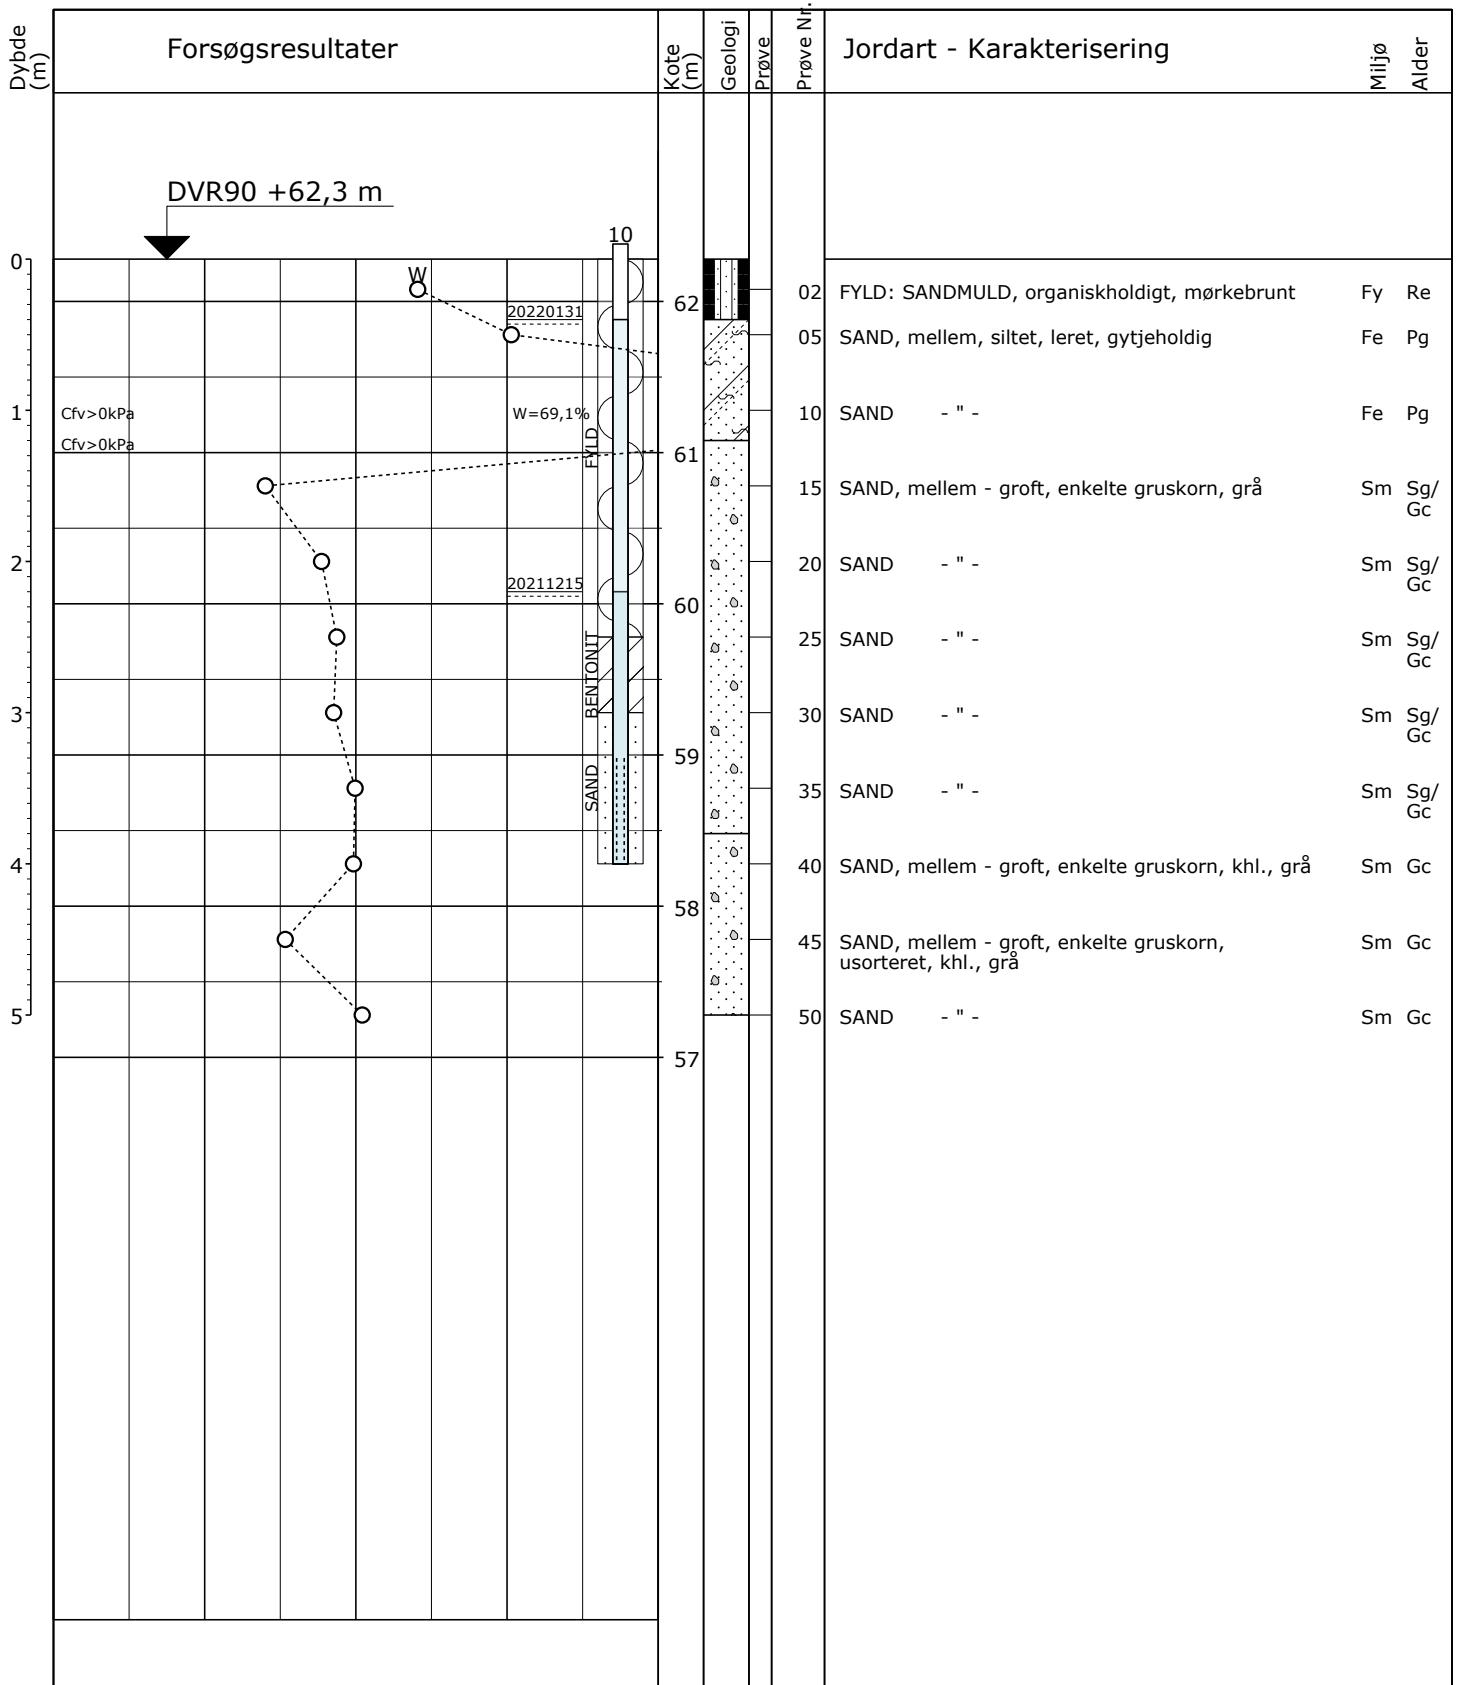 Dybde (m)
Forsøgsresultater
Kote (m)
Geologi
Prøve
Prøve Nr.
Jordart - Karakterisering
Miljø
Alder
DVR90 +62,3 m
10
0
W
62
20220131
02 FYLD: SANDMULD, organiskholdigt, mørkebrunt Fy Re
05 SAND, mellem, siltet, leret, gytjeholdig Fe Pg
1
Cfv>0kPa
W=69,1%
10 SAND - " - Fe Pg
Cfv>0kPa
FYLD
61
15 SAND, mellem - groft, enkelte gruskorn, grå Sm Sg/
Gc
2
20 SAND - " - Sm Sg/
Gc
20211215
60
25 SAND - " - Sm Sg/
Gc
BENTONIT
3
30 SAND - " - Sm Sg/
Gc
59
SAND
35 SAND - " - Sm Sg/
Gc
4
40 SAND, mellem - groft, enkelte gruskorn, khl., grå Sm Gc
58
45 SAND, mellem - groft, enkelte gruskorn, Sm Gc
usorteret, khl., grå
5
50 SAND - " - Sm Gc
57